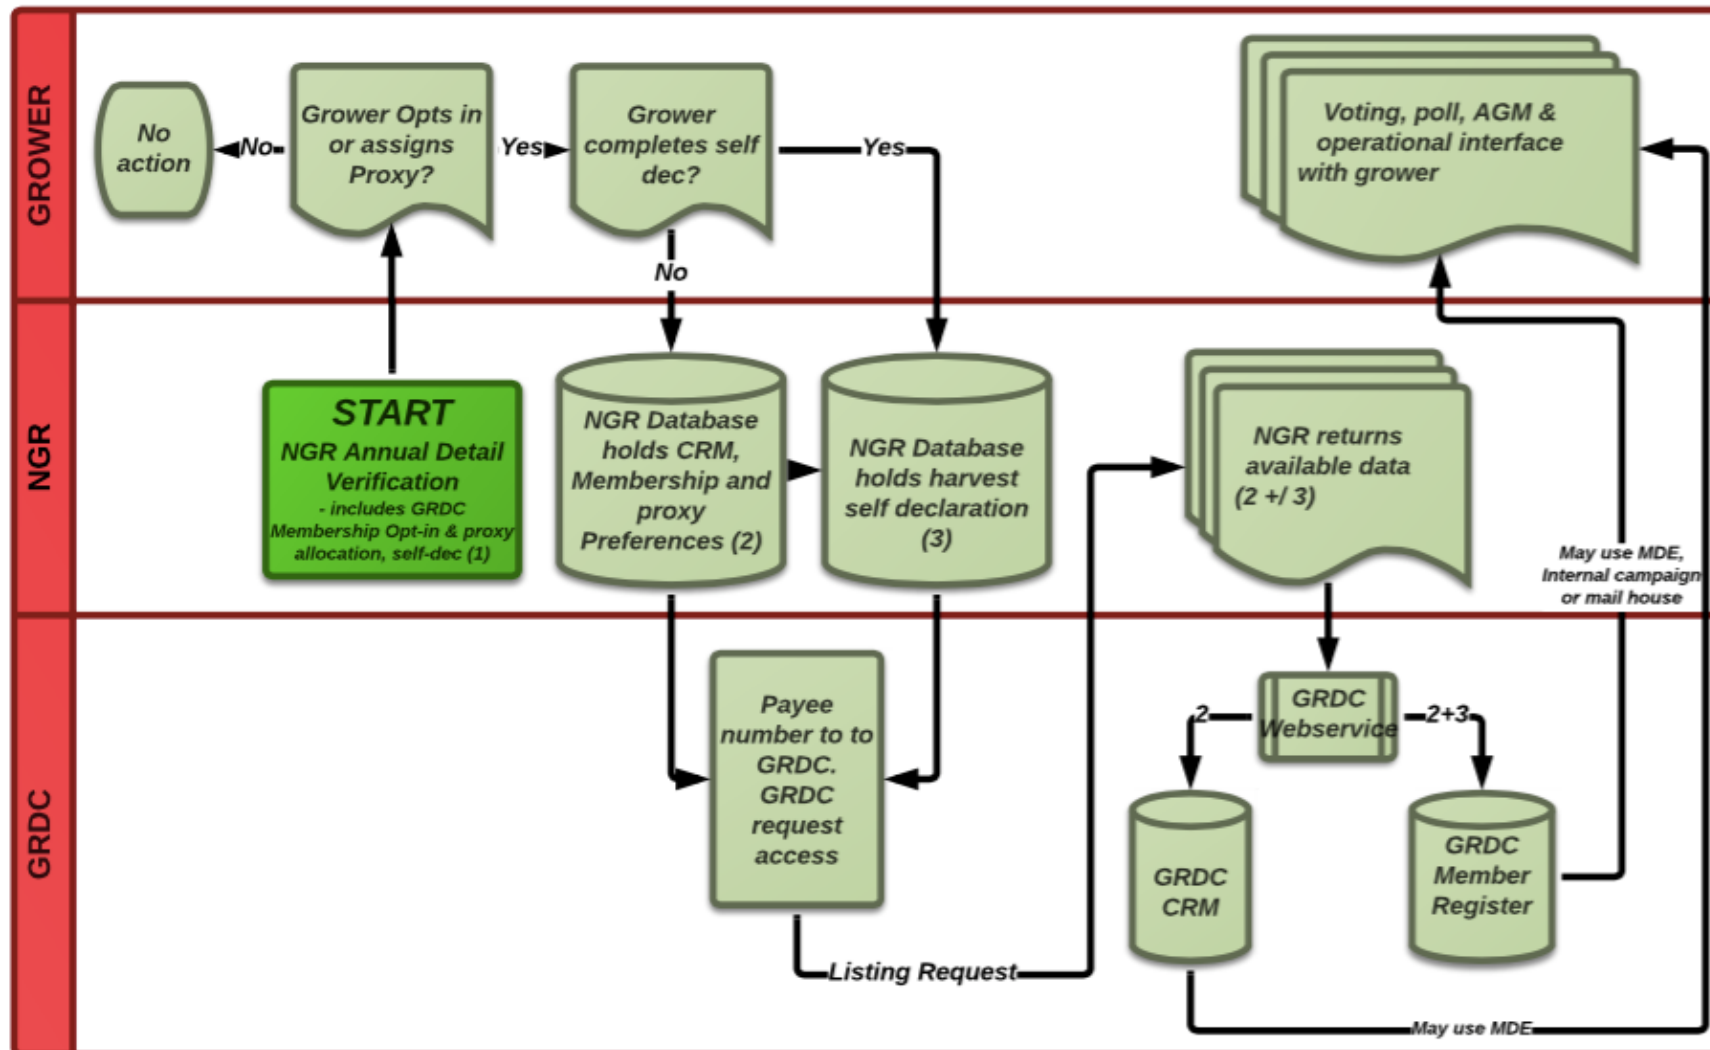 GROWER
No
action
No
Grower Opts in
or assigns
Proxy?
Yes
Grower
completes self
dec?
Yes
No
Voting, poll, AGM &
operational interface
with grower
NGR
START
NGR Annual Detail
Verification
- includes GRDC
Membership Opt-in & proxy
allocation, self-dec (1)
NGR Database
holds CRM,
Membership and
proxy
Preferences (2)
NGR Database
holds harvest
self declaration
(3)
NGR returns
available data
(2 +/ 3)
May use MDE,
Internal campaign
or mail house
GRDC
Payee
number to to
GRDC.
GRDC
request
access
Listing Request
GRDC
Webservice
2
2+3
GRDC
CRM
GRDC
Member
Register
May use MDE